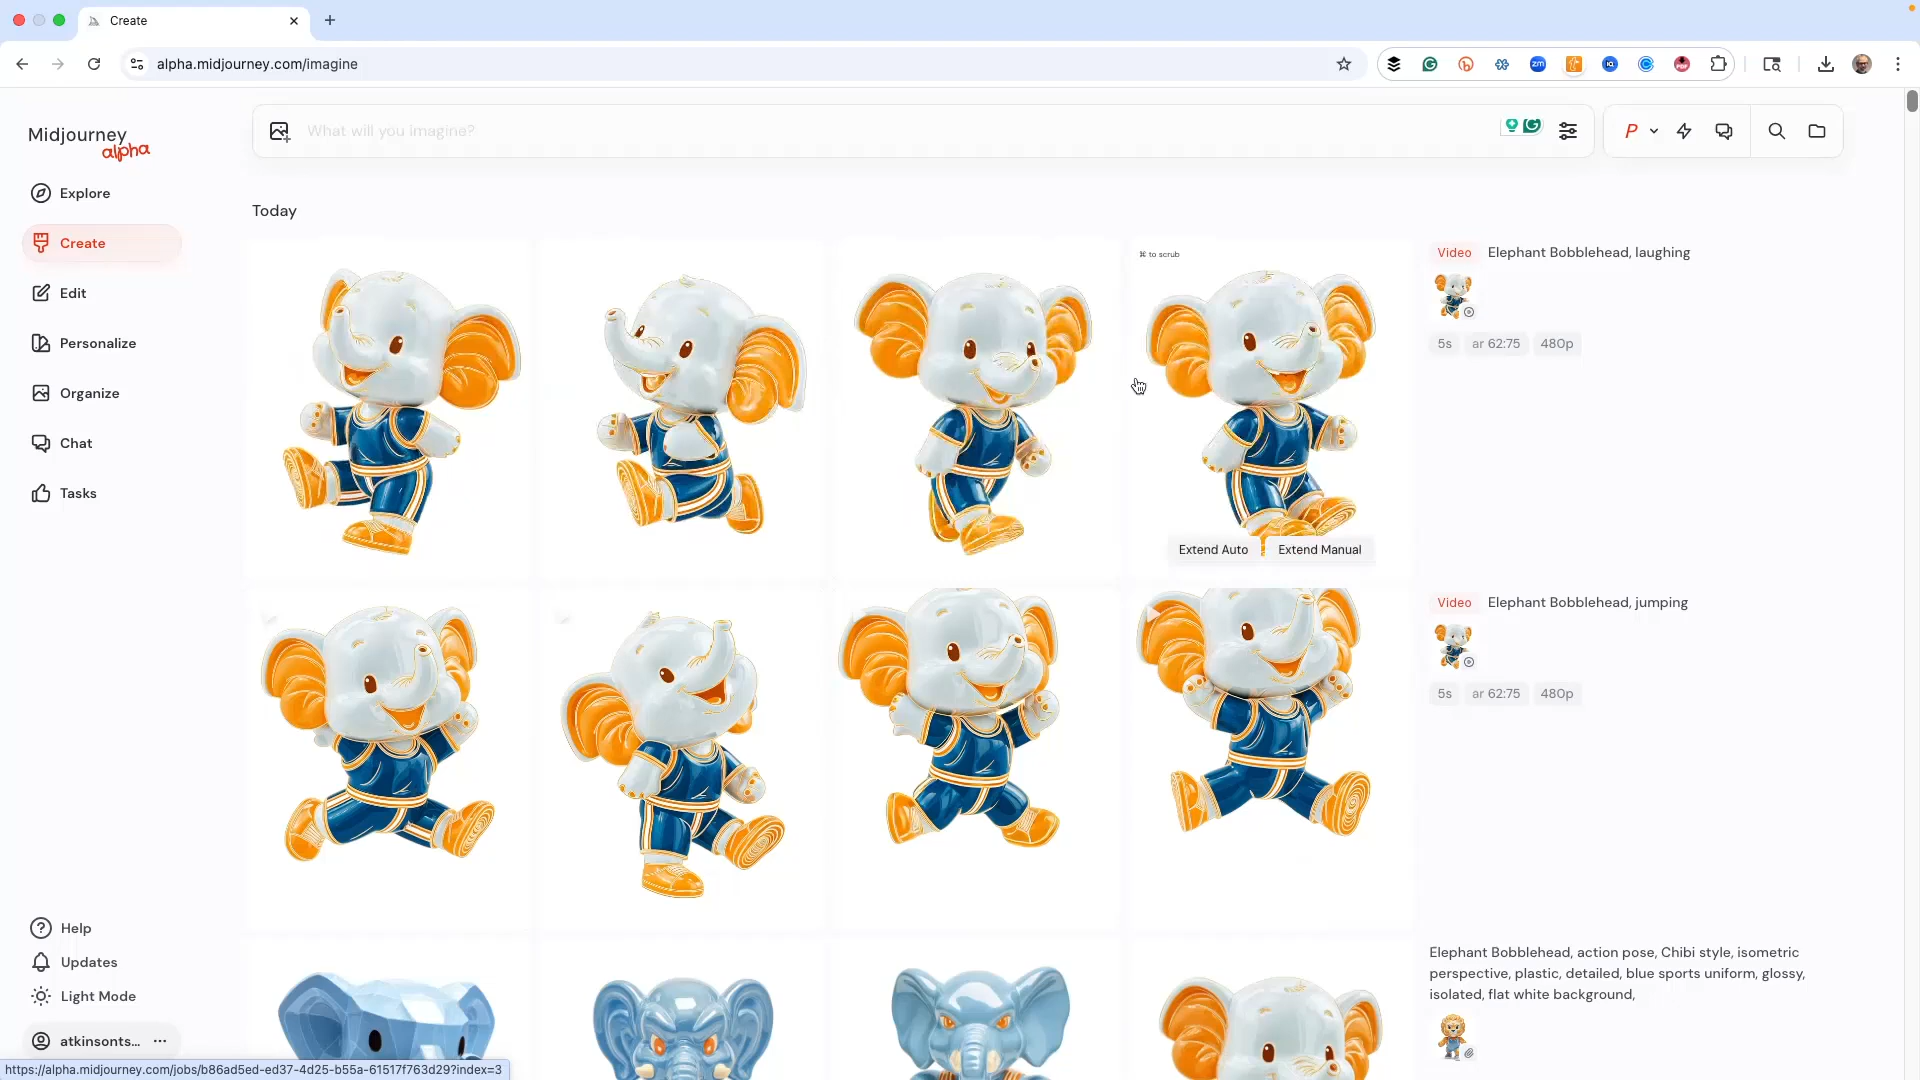 Create
alpha.midjourney.com/imagine
Midjourney
alpha
What will you imagine?
P
Explore
Create
Edit
Personalize
Organize
Chat
Tasks
Today
⌘ to scrub
Extend Auto
Extend Manual
Video Elephant Bobblehead, laughing
5s ar 62:75 480p
Video Elephant Bobblehead, jumping
5s ar 62:75 480p
Elephant Bobblehead, action pose, Chibi style, isometric
perspective, plastic, detailed, blue sports uniform, glossy,
isolated, flat white background,
Help
Updates
Light Mode
atkinsonts...
https://alpha.midjourney.com/jobs/b86ad5ed-ed37-4d25-b55a-61517f763d29?index=3